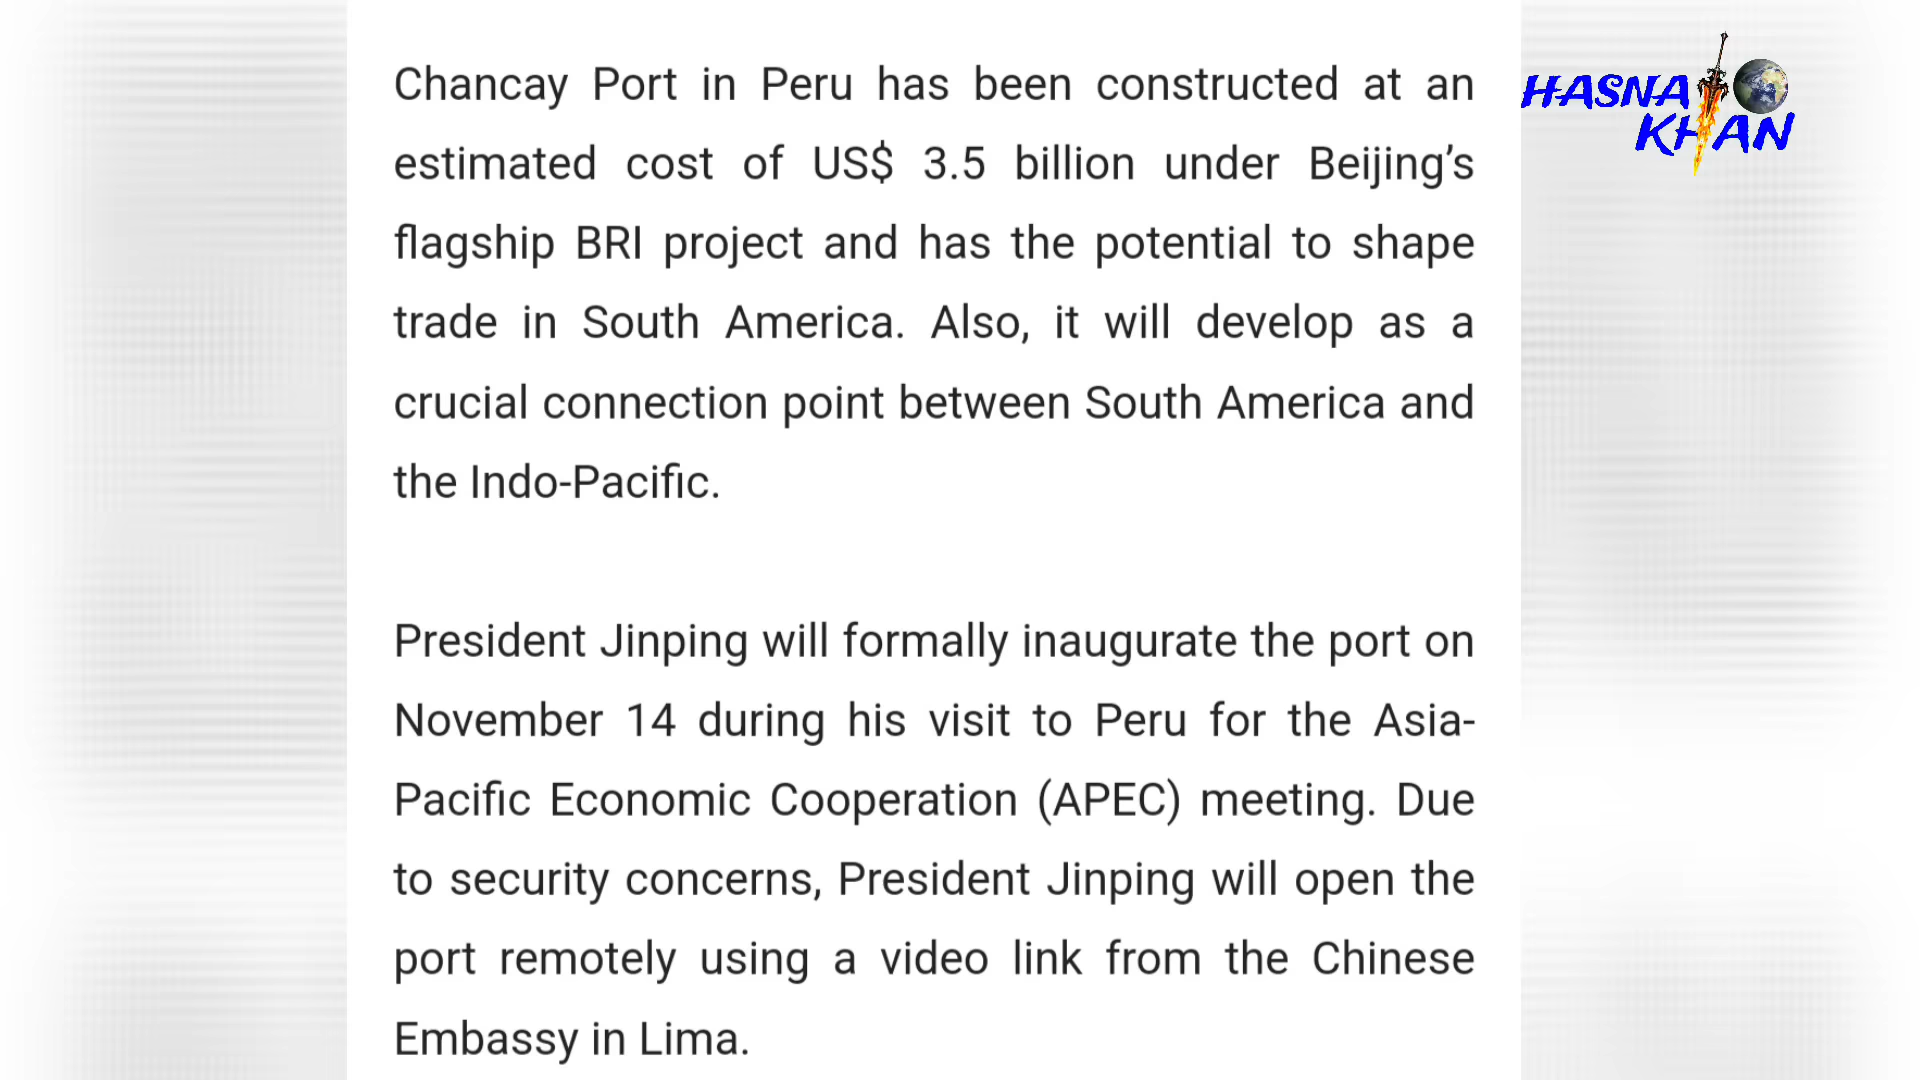 Chancay Port in Peru has been constructed at an
estimated cost of US$ 3.5 billion under Beijing’s
flagship BRI project and has the potential to shape
trade in South America. Also, it will develop as a
crucial connection point between South America and
the Indo-Pacific.
President Jinping will formally inaugurate the port on
November 14 during his visit to Peru for the Asia-
Pacific Economic Cooperation (APEC) meeting. Due
to security concerns, President Jinping will open the
port remotely using a video link from the Chinese
Embassy in Lima.
HASNA
KHAN